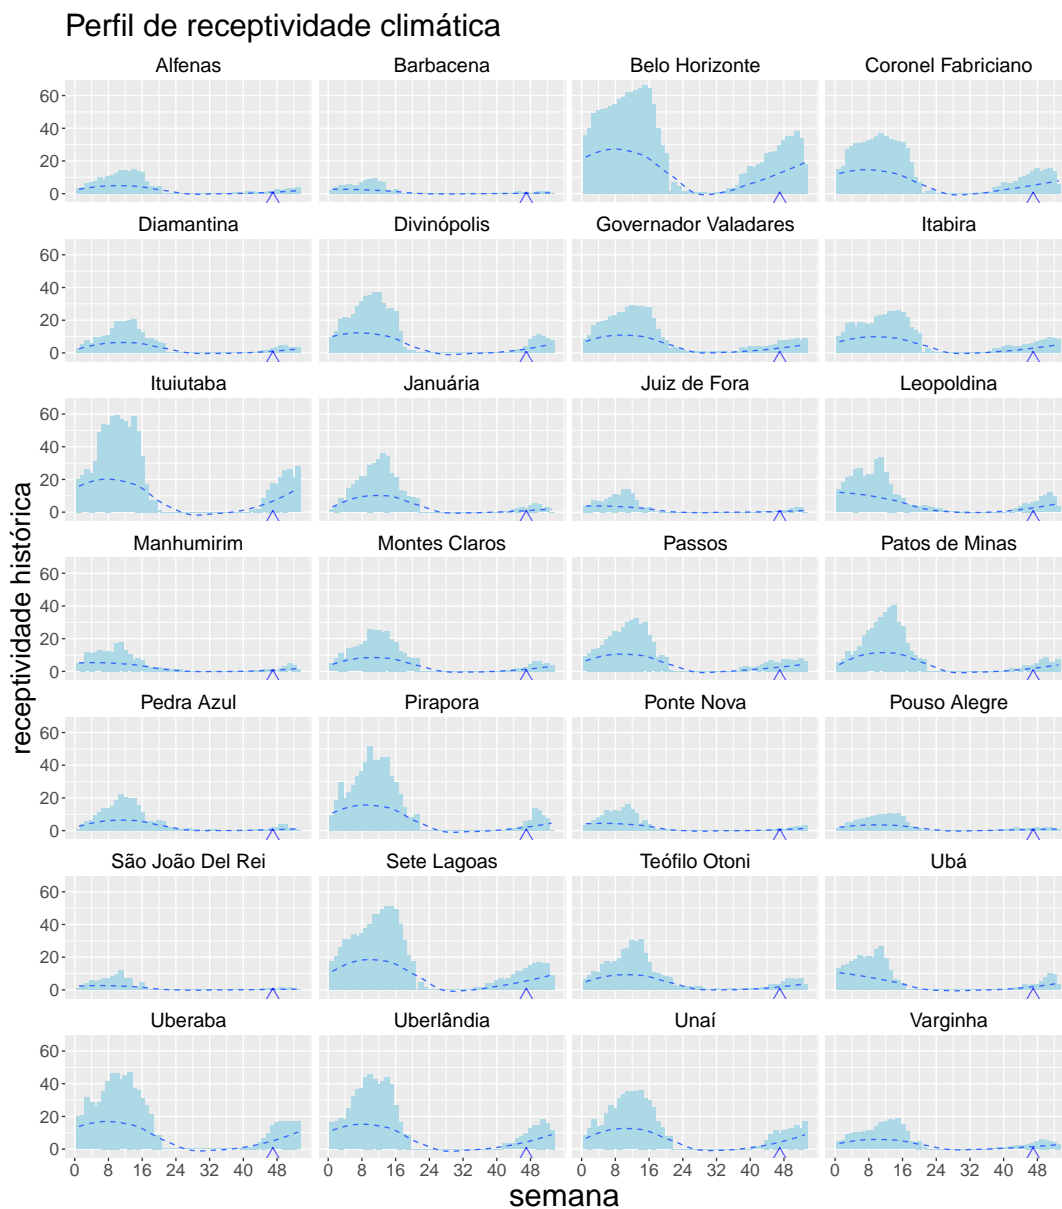 Perfil de receptividade climática
Alfenas Barbacena Belo Horizonte Coronel Fabriciano
60
40
20
0
Diamantina Divinópolis Governador Valadares Itabira
60
40
20
0
Ituiutaba Januária Juiz de Fora Leopoldina
60
40
20
0
receptividade histórica
Manhumirim Montes Claros Passos Patos de Minas
60
40
20
0
Pedra Azul Pirapora Ponte Nova Pouso Alegre
60
40
20
0
São João Del Rei Sete Lagoas Teófilo Otoni Ubá
60
40
20
0
Uberaba Uberlândia Unaí Varginha
60
40
20
0
0 8 16 24 32 40 48 0 8 16 24 32 40 48 0 8 16 24 32 40 48 0 8 16 24 32 40 48
semana